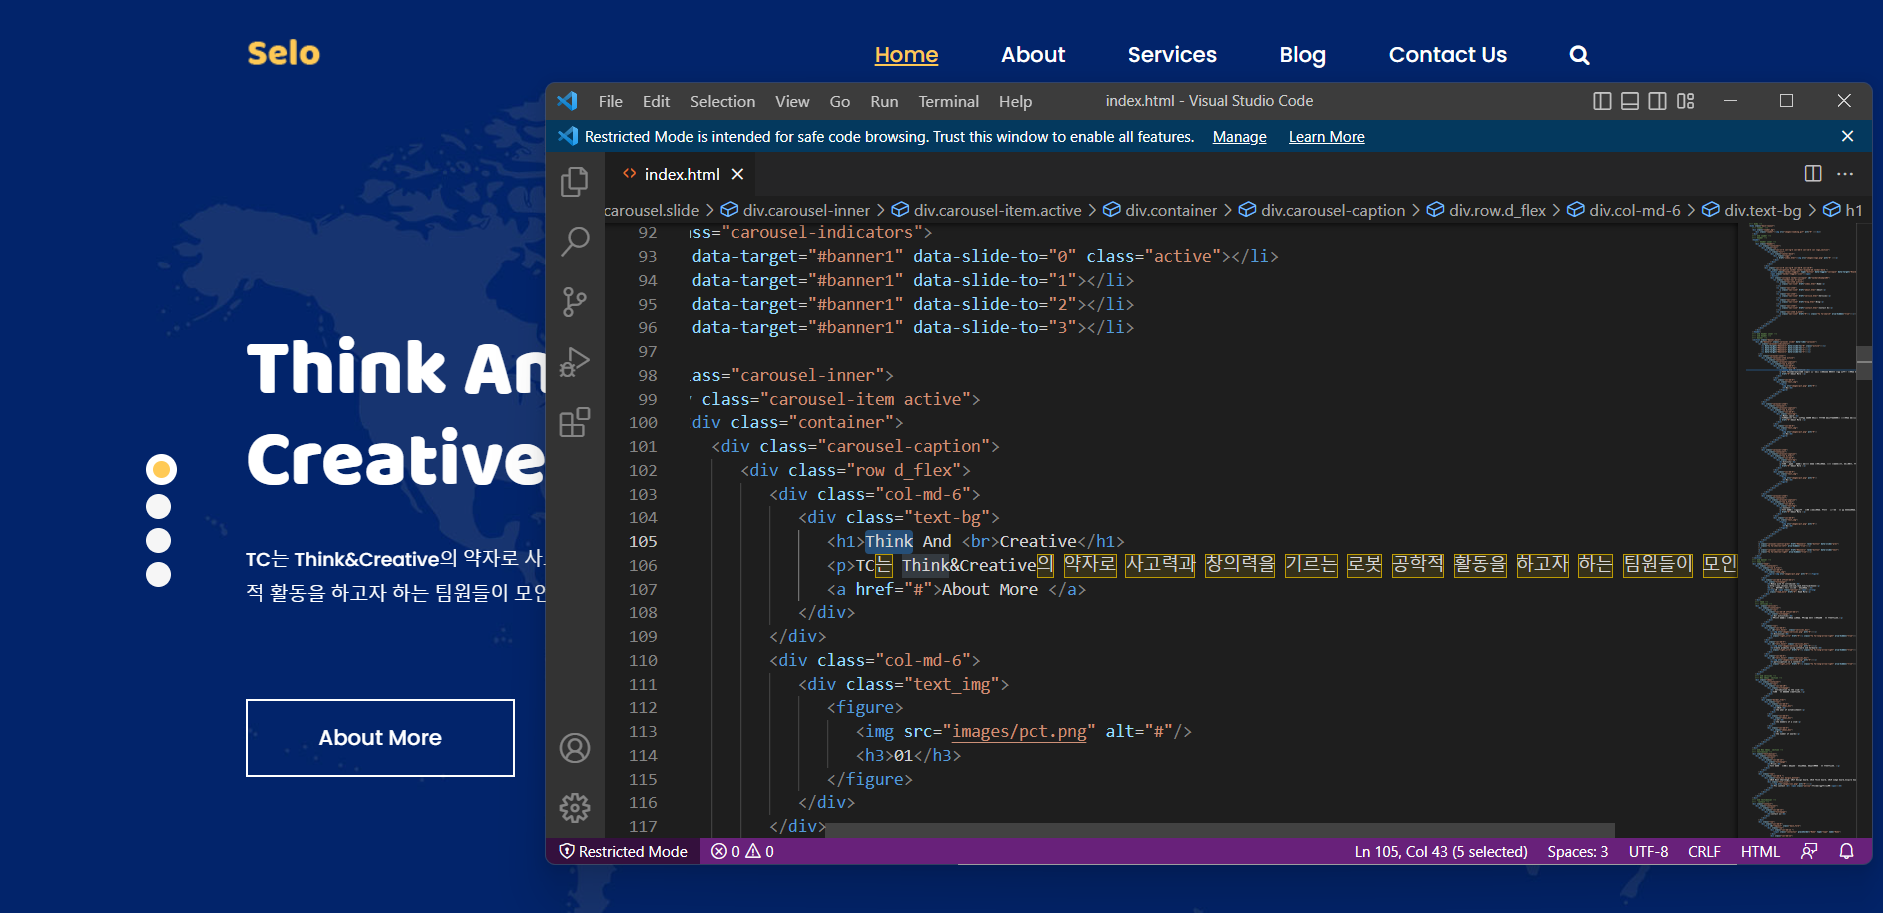 Selo
Home About Services Blog Contact Us
File Edit Selection View Go Run Terminal Help index.html - Visual Studio Code
Restricted Mode is intended for safe code browsing. Trust this window to enable all features. Manage Learn More
index.html
carousel.slide > div.carousel-inner > div.carousel-item.active > div.container > div.carousel-caption > div.row.d_flex > div.col-md-6 > div.text-bg > h1
92 ass="carousel-indicators">
93 data-target="#banner1" data-slide-to="0" class="active"></li>
94 data-target="#banner1" data-slide-to="1"></li>
95 data-target="#banner1" data-slide-to="2"></li>
96 data-target="#banner1" data-slide-to="3"></li>
97
98 ass="carousel-inner">
99 class="carousel-item active">
100 div class="container">
101 <div class="carousel-caption">
102 <div class="row d_flex">
103 <div class="col-md-6">
104 <div class="text-bg">
105 <h1>Think And <br>Creative</h1>
106 <p>TC는 Think&Creative의 약자로 사고력과 창의력을 기르는 로봇 공학적 활동을 하고자 하는 팀원들이 모인
107 <a href="#">About More </a>
108 </div>
109 </div>
110 <div class="col-md-6">
111 <div class="text_img">
112 <figure>
113 <img src="images/pct.png" alt="#"/>
114 <h3>01</h3>
115 </figure>
116 </div>
117 </div>
Restricted Mode 0 0 Ln 105, Col 43 (5 selected) Spaces: 3 UTF-8 CRLF HTML
Think An
Creative
TC는 Think&Creative의 약자로 사
적 활동을 하고자 하는 팀원들이 모인
About More